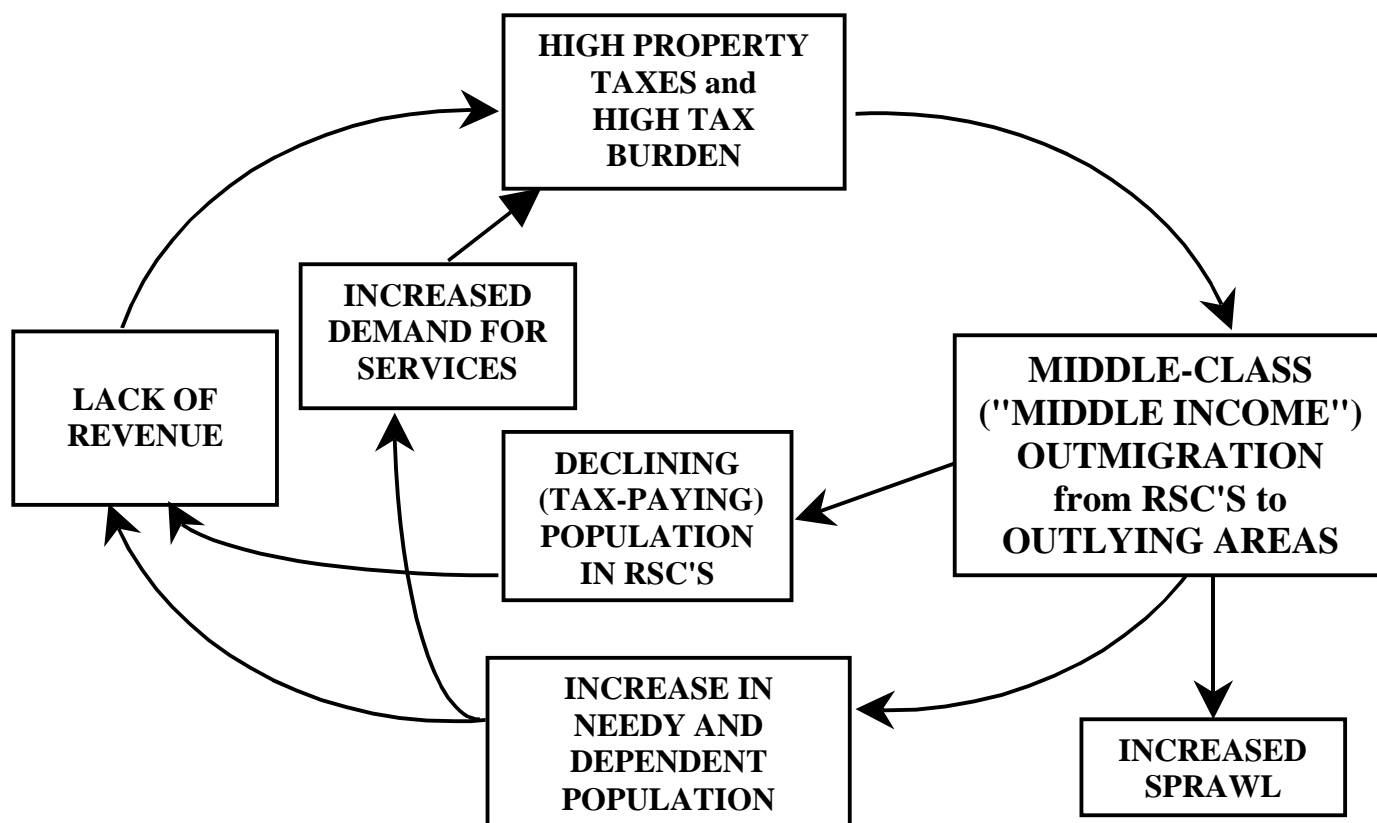 HIGH PROPERTY
TAXES and
HIGH TAX
BURDEN
INCREASED
DEMAND FOR
SERVICES
LACK OF
REVENUE
MIDDLE-CLASS
("MIDDLE INCOME")
OUTMIGRATION
from RSC'S to
OUTLYING AREAS
DECLINING
(TAX-PAYING)
POPULATION
IN RSC'S
INCREASE IN
NEEDY AND
DEPENDENT
POPULATION
INCREASED
SPRAWL